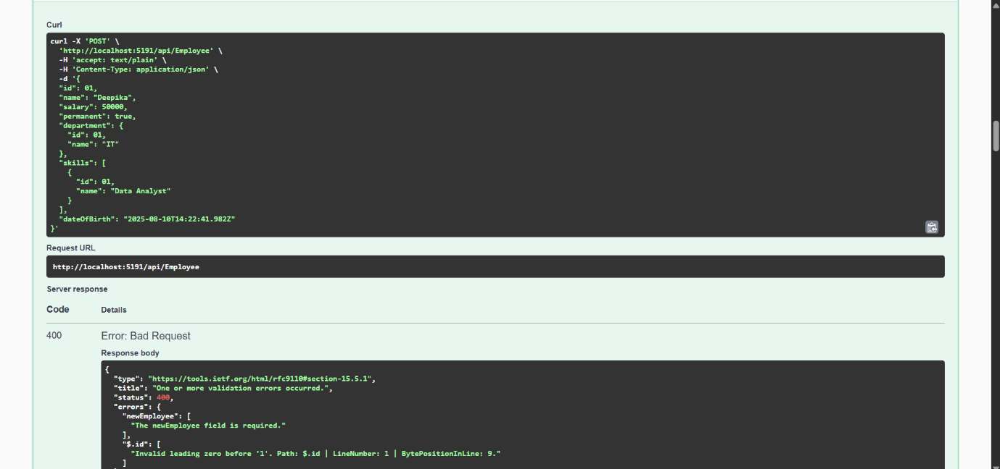 Curl
curl -X 'POST' \
  'http://localhost:5191/api/Employee' \
  -H 'accept: text/plain' \
  -H 'Content-Type: application/json' \
  -d '{
  "id": 01,
  "name": "Deepika",
  "salary": 50000,
  "permanent": true,
  "department": {
    "id": 01,
    "name": "IT"
  },
  "skills": [
    {
      "id": 01,
      "name": "Data Analyst"
    }
  ],
  "dateOfBirth": "2025-08-10T14:22:41.982Z"
}'
Request URL
http://localhost:5191/api/Employee
Server response
Code Details
400 Error: Bad Request
Response body
{
  "type": "https://tools.ietf.org/html/rfc9110#section-15.5.1",
  "title": "One or more validation errors occurred.",
  "status": 400,
  "errors": {
    "newEmployee": [
      "The newEmployee field is required."
    ],
    "$.id": [
      "Invalid leading zero before '1'. Path: $.id | LineNumber: 1 | BytePositionInLine: 9."
    ]